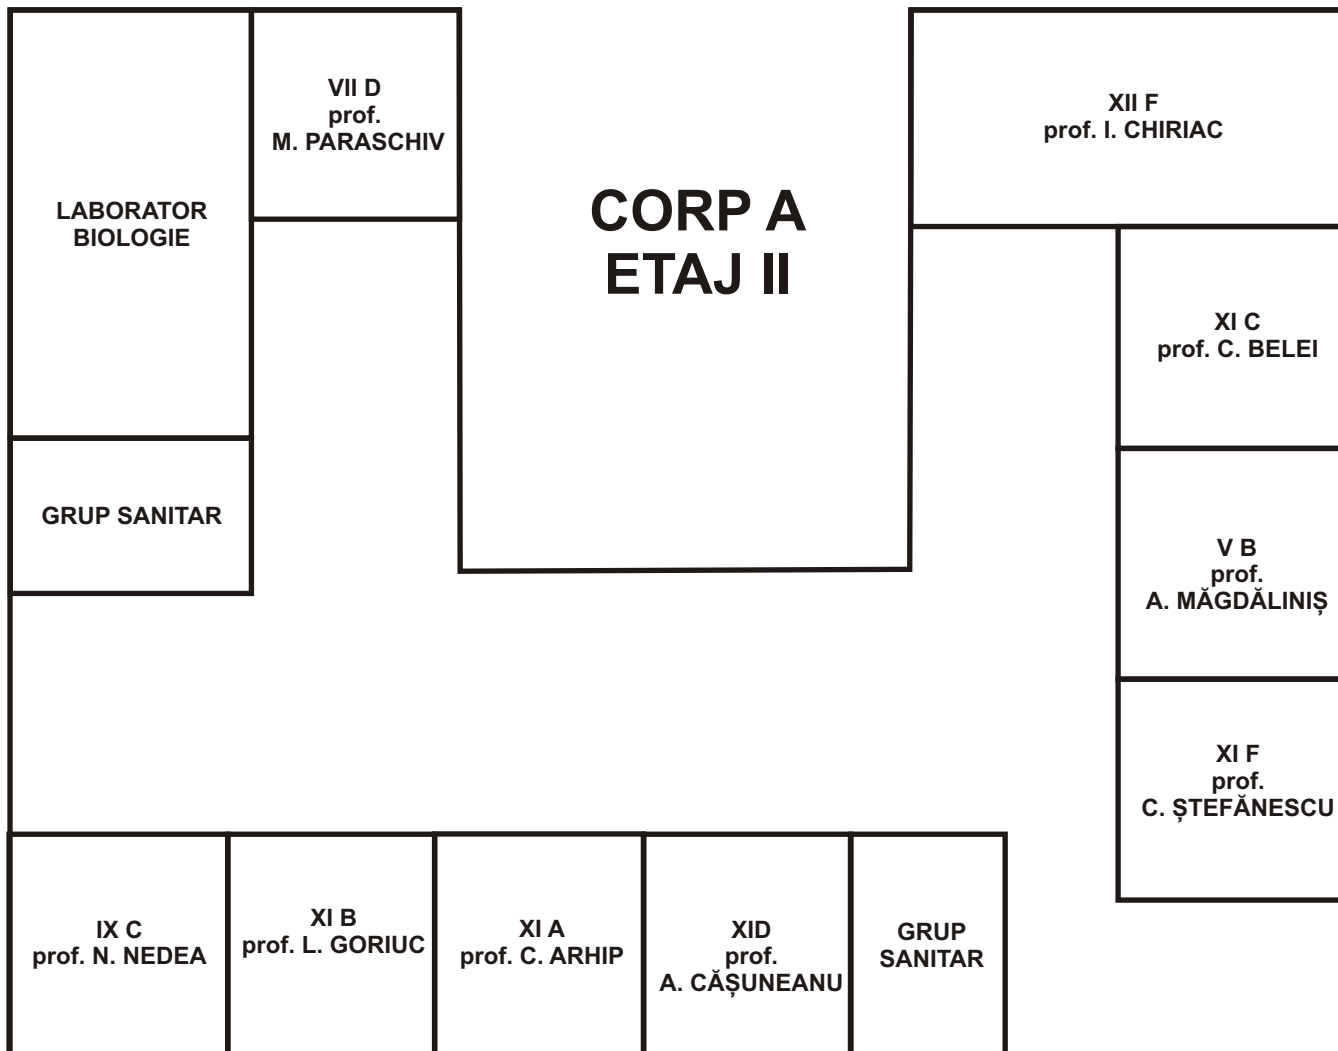 VII D
prof.
M. PARASCHIV
XII F
prof. I. CHIRIAC
LABORATOR
BIOLOGIE
CORP A
ETAJ II
XI C
prof. C. BELEI
GRUP SANITAR
V B
prof.
A. MĂGDĂLINIȘ
XI F
prof.
C. ȘTEFĂNESCU
IX C
prof. N. NEDEA
XI B
prof. L. GORIUC
XI A
prof. C. ARHIP
XID
prof.
A. CĂȘUNEANU
GRUP
SANITAR